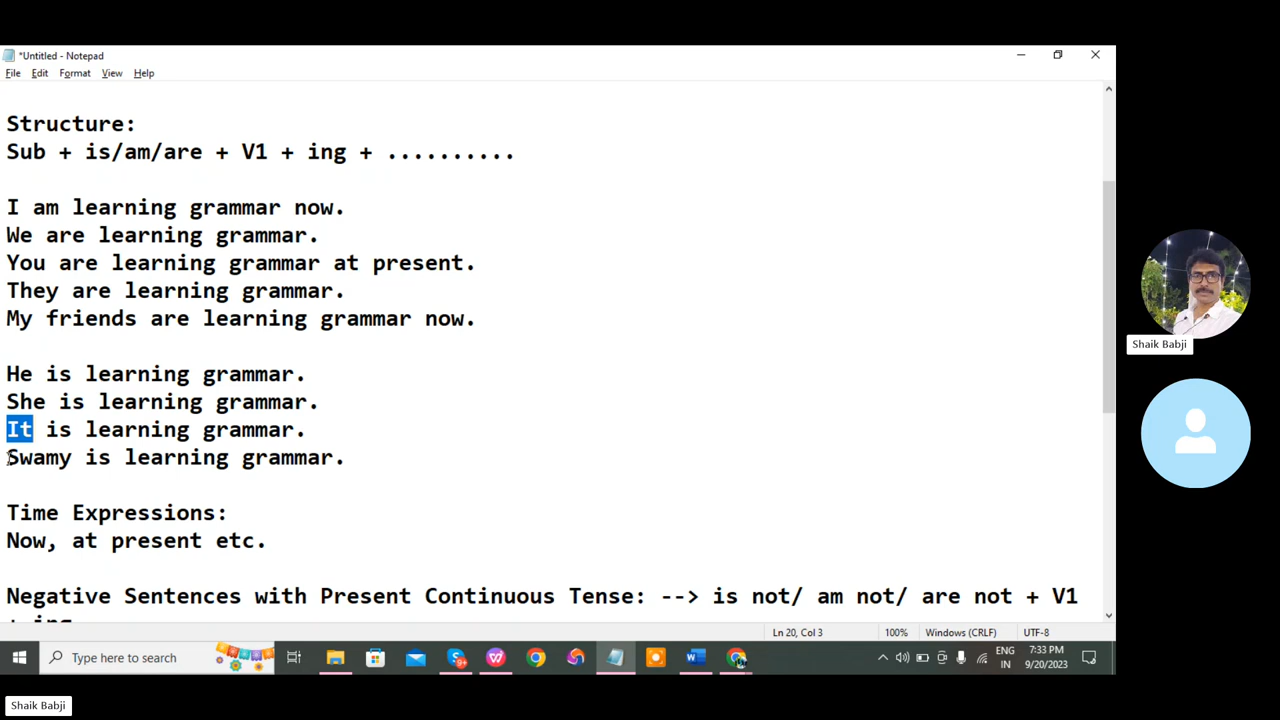 *Untitled - Notepad
File Edit Format View Help
Structure:
Sub + is/am/are + V1 + ing + ..........
I am learning grammar now.
We are learning grammar.
You are learning grammar at present.
They are learning grammar.
My friends are learning grammar now.
He is learning grammar.
She is learning grammar.
It is learning grammar.
Swamy is learning grammar.
Time Expressions:
Now, at present etc.
Negative Sentences with Present Continuous Tense: --> is not/ am not/ are not + V1
+ ing
Ln 20, Col 3 100% Windows (CRLF) UTF-8
Type here to search
ENG
IN
7:33 PM
9/20/2023
Shaik Babji
Shaik Babji